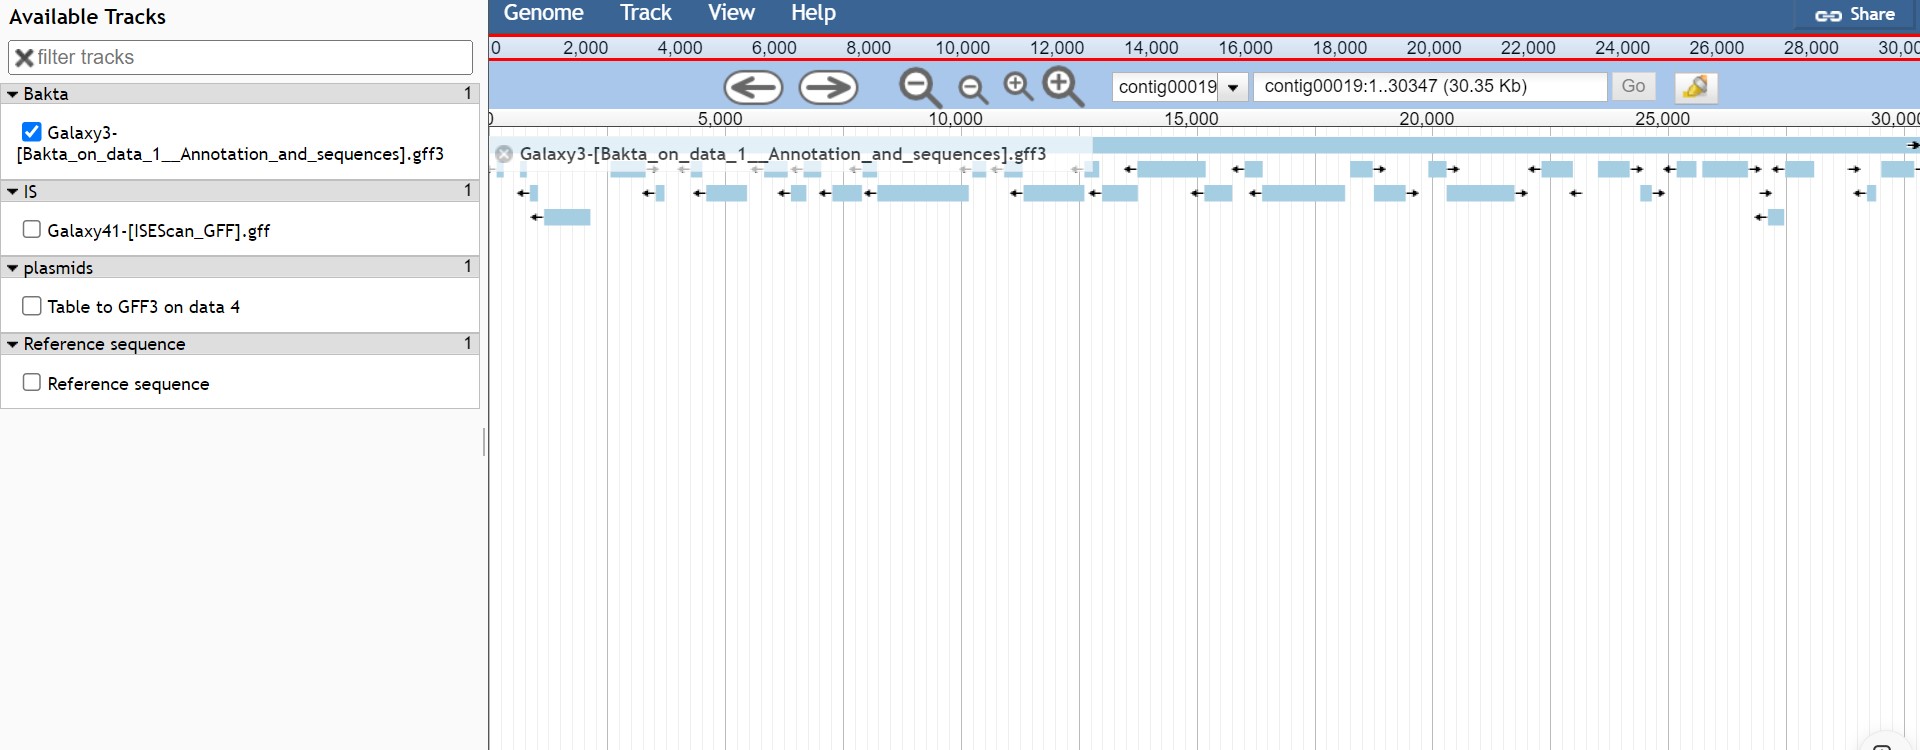 Available Tracks
filter tracks
Bakta 1
Galaxy3-
[Bakta_on_data_1__Annotation_and_sequences].gff3
IS 1
Galaxy41-[ISEScan_GFF].gff
plasmids 1
Table to GFF3 on data 4
Reference sequence 1
Reference sequence
Genome Track View Help Share
0 2,000 4,000 6,000 8,000 10,000 12,000 14,000 16,000 18,000 20,000 22,000 24,000 26,000 28,000 30,00
contig00019 contig00019:1..30347 (30.35 Kb) Go
0 5,000 10,000 15,000 20,000 25,000 30,000
Galaxy3-[Bakta_on_data_1__Annotation_and_sequences].gff3